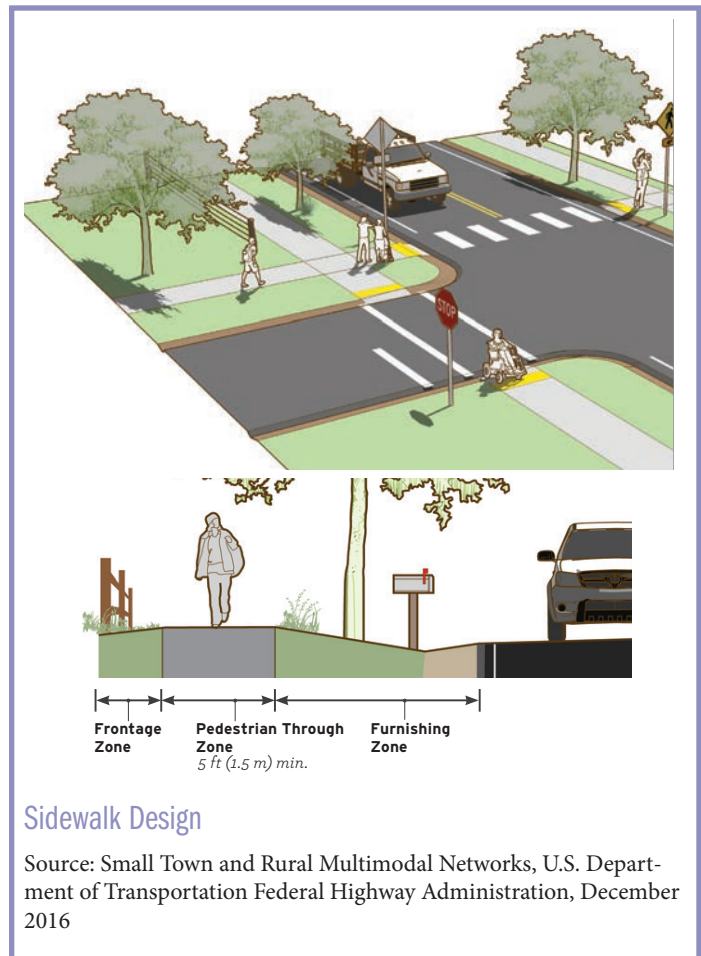 STOP
Frontage Zone
Pedestrian Through Zone
5 ft (1.5 m) min.
Furnishing Zone
Sidewalk Design
Source: Small Town and Rural Multimodal Networks, U.S. Depart-
ment of Transportation Federal Highway Administration, December
2016